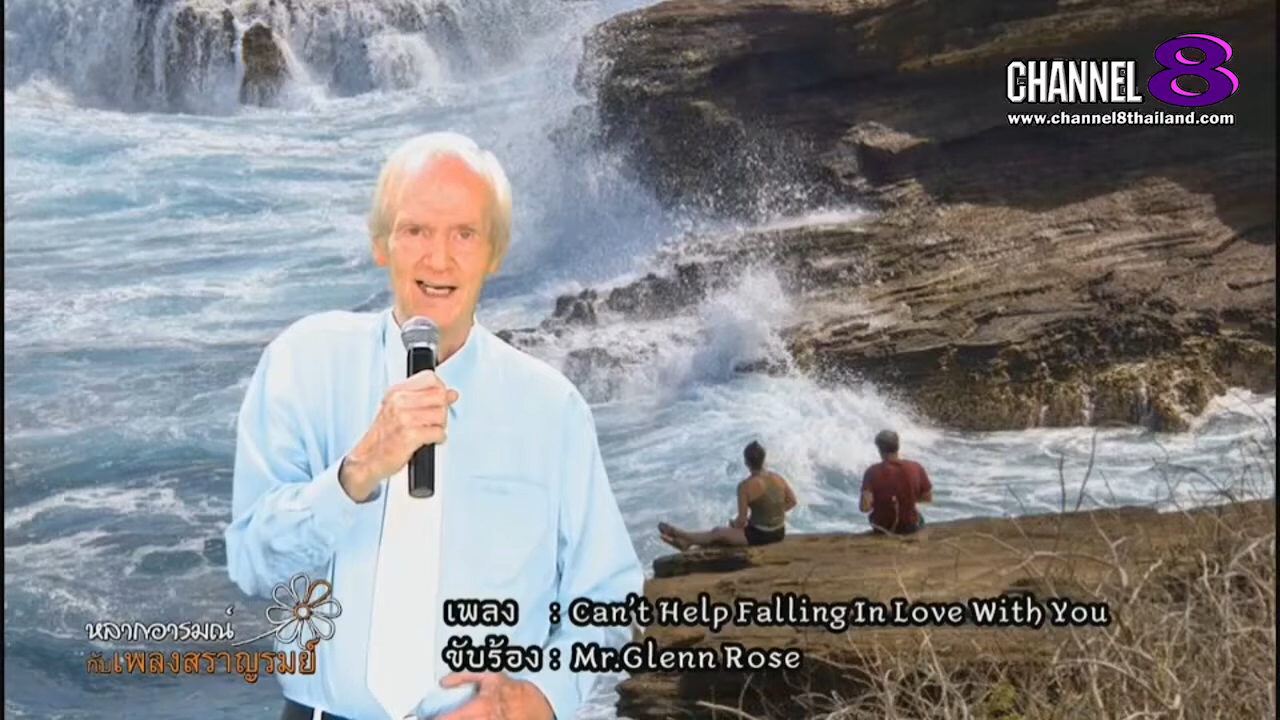 CHANNEL 8
www.channel8thailand.com
เพลง : Can't Help Falling In Love With You
ขับร้อง : Mr.Glenn Rose
หลากอารมณ์
กับเพลงสราญรมย์